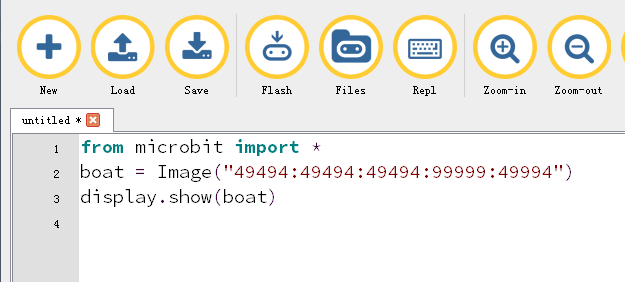 New Load Save Flash Files Repl Zoom-in Zoom-out
untitled *
1 from microbit import *
2 boat = Image("49494:49494:49494:99999:49994")
3 display.show(boat)
4